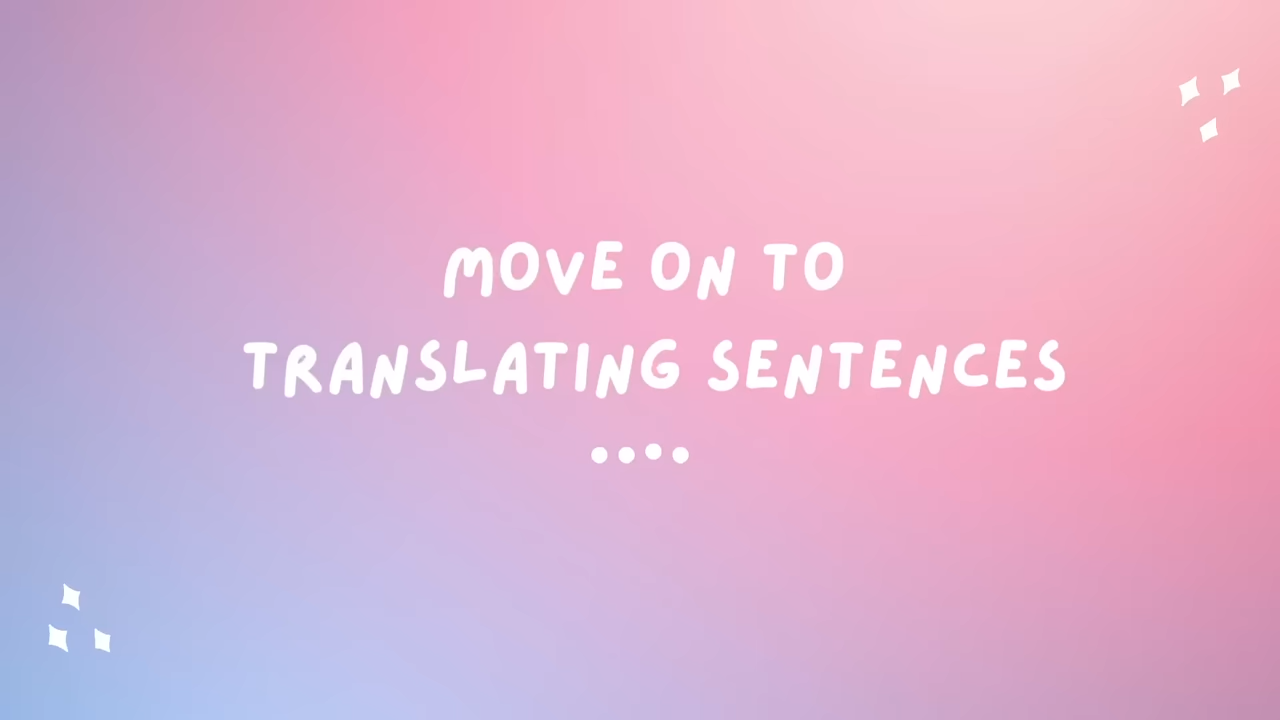 MOVE ON TO
TRANSLATING SENTENCES
....